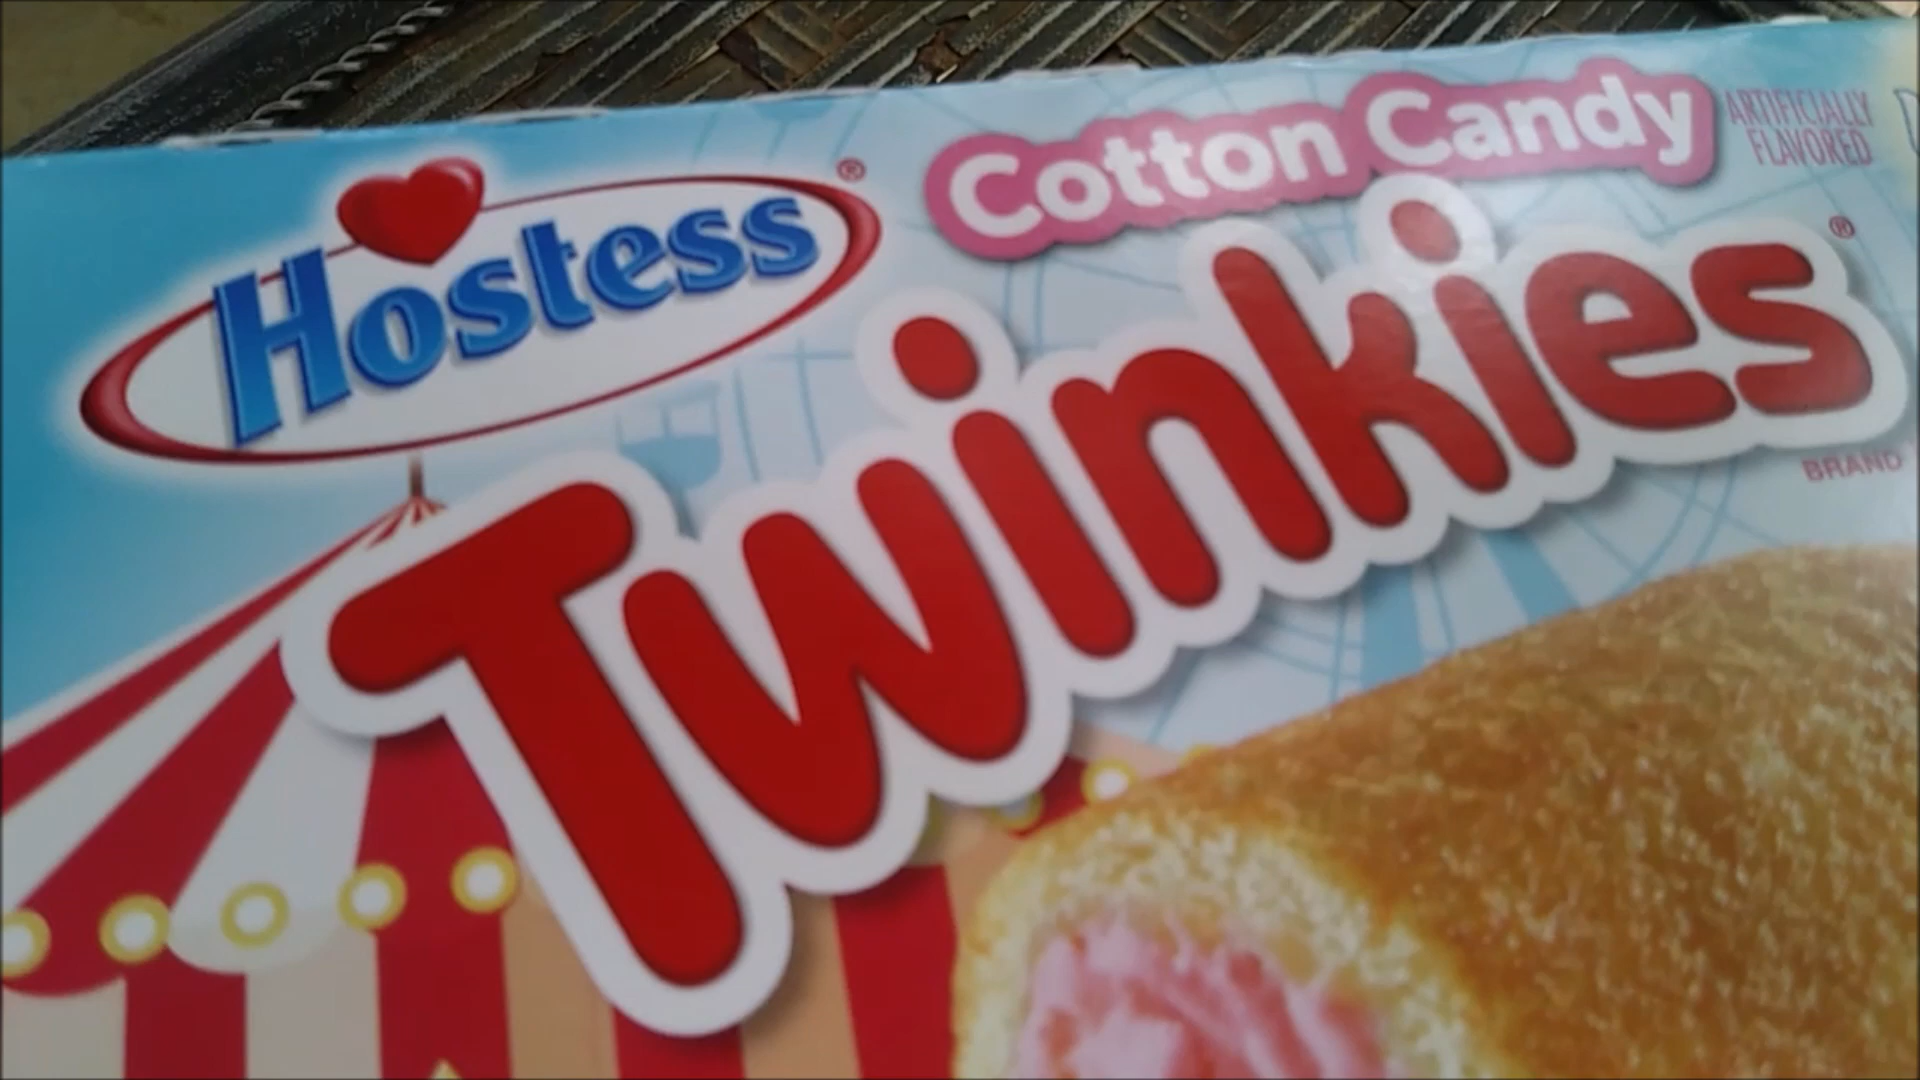 Hostess®
Cotton Candy
ARTIFICIALLY
FLAVORED
Twinkies®
BRAND